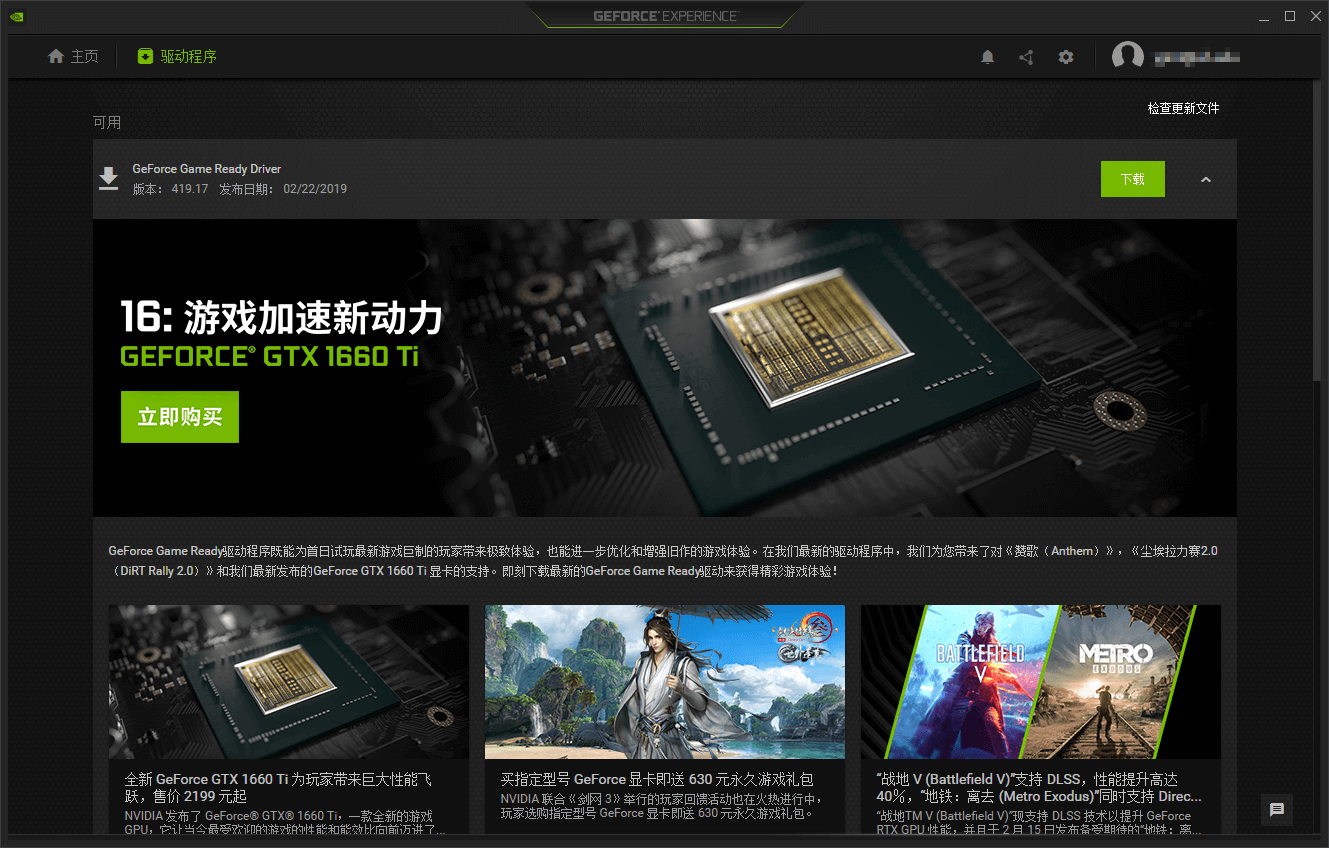 GEFORCE® EXPERIENCE™
主页
驱动程序
检查更新文件
可用
GeForce Game Ready Driver
版本： 419.17 发布日期： 02/22/2019
下载
16: 游戏加速新动力
GEFORCE® GTX 1660 Ti
立即购买
GeForce Game Ready驱动程序既能为首日试玩最新游戏巨制的玩家带来极致体验，也能进一步优化和增强旧作的游戏体验。在我们最新的驱动程序中，我们为您带来了对《赞歌（Anthem）》，《尘埃拉力赛2.0
（DiRT Rally 2.0）》和我们最新发布的GeForce GTX 1660 Ti 显卡的支持。即刻下载最新的GeForce Game Ready驱动来获得精彩游戏体验！
BATTLEFIELD
V
METRO
EXODUS
全新 GeForce GTX 1660 Ti 为玩家带来巨大性能飞
跃，售价 2199 元起
NVIDIA 发布了 GeForce® GTX® 1660 Ti，一款全新的游戏
GPU，它让当今最受欢迎的游戏的性能和能效比向前迈进了...
买指定型号 GeForce 显卡即送 630 元永久游戏礼包
NVIDIA 联合《剑网 3》举行的玩家回馈活动也在火热进行中，
玩家选购指定型号 GeForce 显卡即送 630 元永久游戏礼包。
“战地 V (Battlefield V)”支持 DLSS，性能提升高达
40%，“地铁：离去 (Metro Exodus)”同时支持 Direc...
“战地TM V (Battlefield V)”现支持 DLSS 技术以提升 GeForce
RTX GPU 性能，并且于 2 月 15 日发布备受期待的“地铁：离...